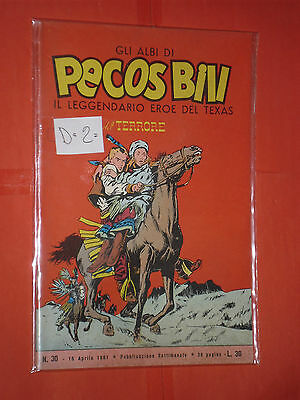 GLI ALBI DI
PECOS BILL
IL LEGGENDARIO EROE DEL TEXAS
TERRORE
D=2=
N. 30 - 16 Aprile 1961 • Pubblicazione Settimanale • 36 pagine - L. 30